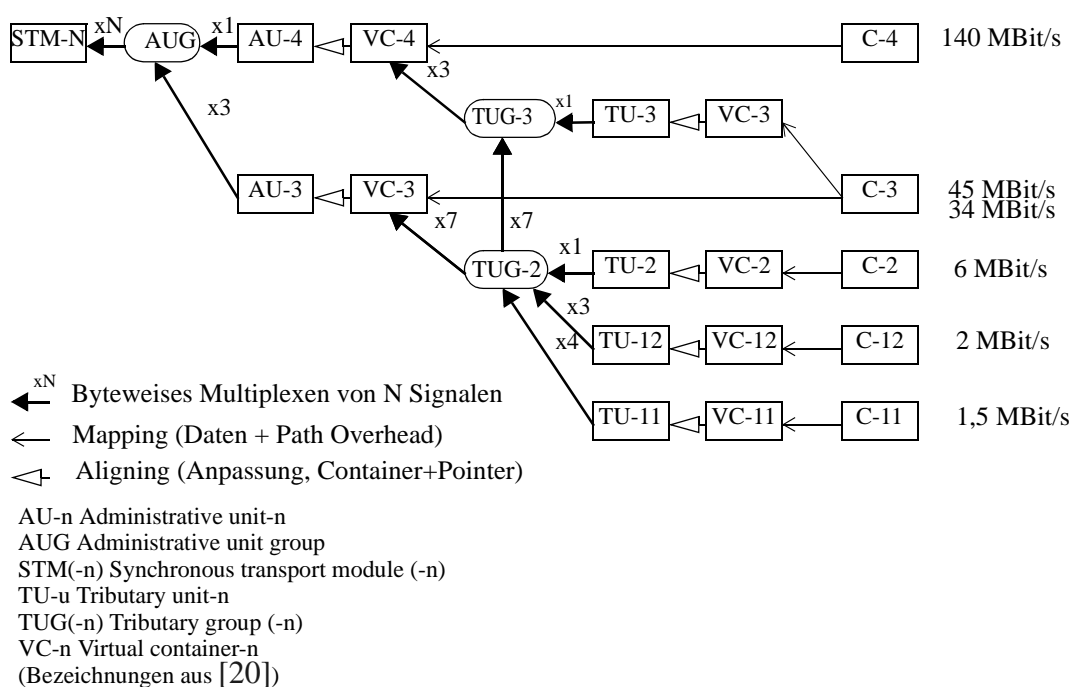 STM-N xN AUG x1 AU-4 VC-4 C-4 140 MBit/s
x3
x3 TUG-3 x1 TU-3 VC-3
AU-3 VC-3 C-3 45 MBit/s
34 MBit/s
x7 x7
TUG-2 x1 TU-2 VC-2 C-2 6 MBit/s
x3
x4 TU-12 VC-12 C-12 2 MBit/s
TU-11 VC-11 C-11 1,5 MBit/s
xN Byteweises Multiplexen von N Signalen
Mapping (Daten + Path Overhead)
Aligning (Anpassung, Container+Pointer)
AU-n Administrative unit-n
AUG Administrative unit group
STM(-n) Synchronous transport module (-n)
TU-u Tributary unit-n
TUG(-n) Tributary group (-n)
VC-n Virtual container-n
(Bezeichnungen aus [20])